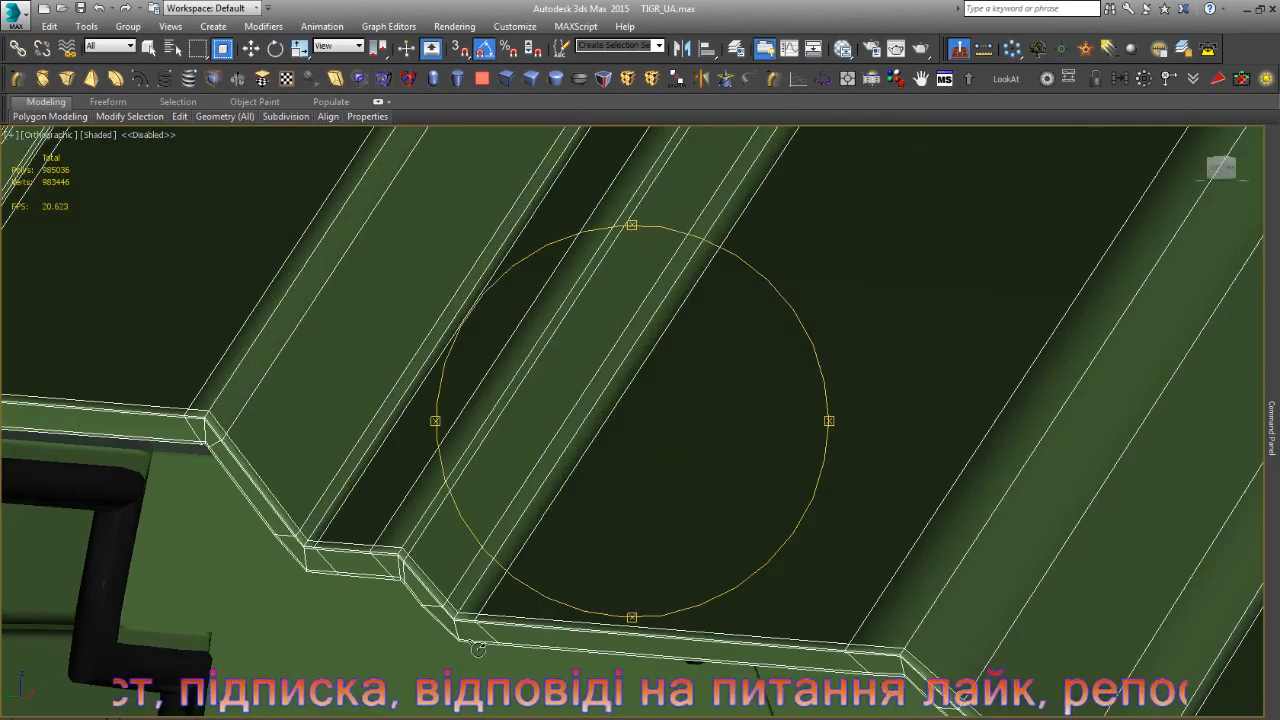 Workspace: Default
Autodesk 3ds Max 2015 TIGR_UA.max
Type a keyword or phrase
MAX
Edit Tools Group Views Create Modifiers Animation Graph Editors Rendering Customize MAXScript Help
All View Create Selection Se
MS LookAt
Modeling Freeform Selection Object Paint Populate
Polygon Modeling Modify Selection Edit Geometry (All) Subdivision Align Properties
[+] [Orthographic] [Shaded] <<Disabled>>
Total
Polys: 985036
Verts: 983446
FPS: 20.623
Command Panel
підписка, відповіді на питання лайк,